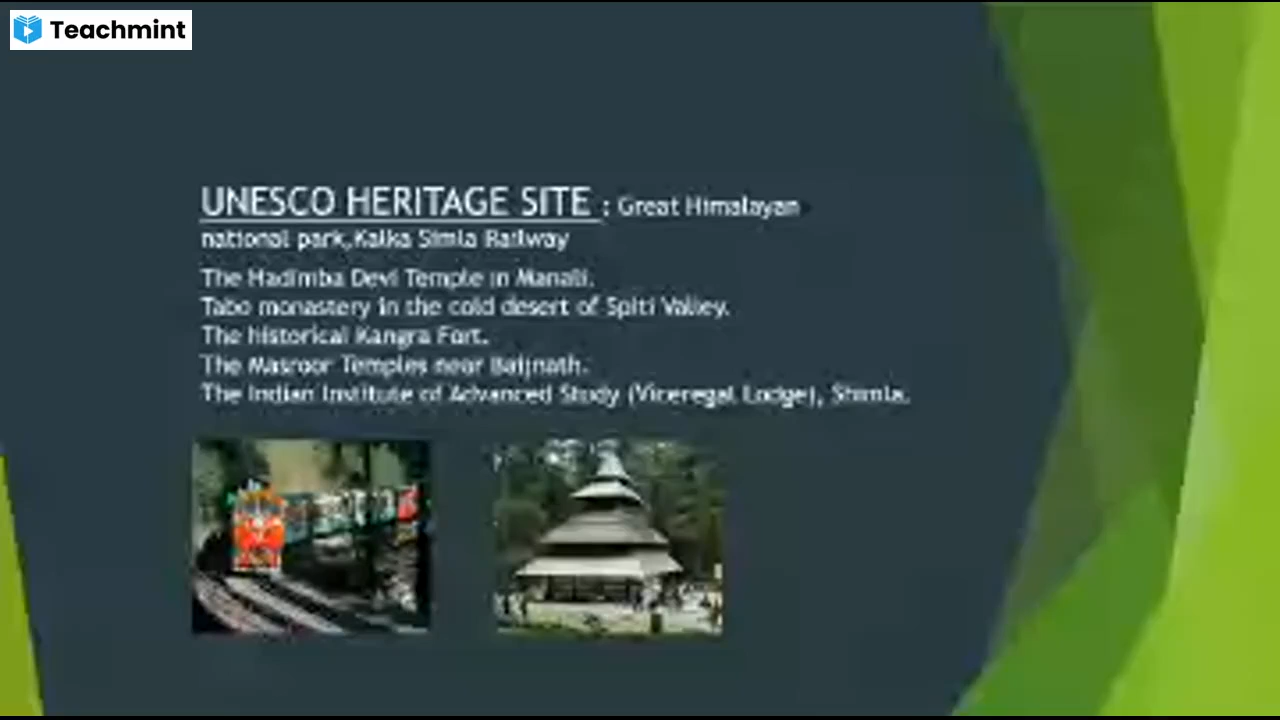 Teachmint
UNESCO HERITAGE SITE : Great Himalayan
national park,Kalka Simla Railway
The Hadimba Devi Temple in Manali.
Tabo monastery in the cold desert of Spiti Valley.
The historical Kangra Fort.
The Masroor Temples near Baijnath.
The Indian Institute of Advanced Study (Viceregal Lodge), Shimla.